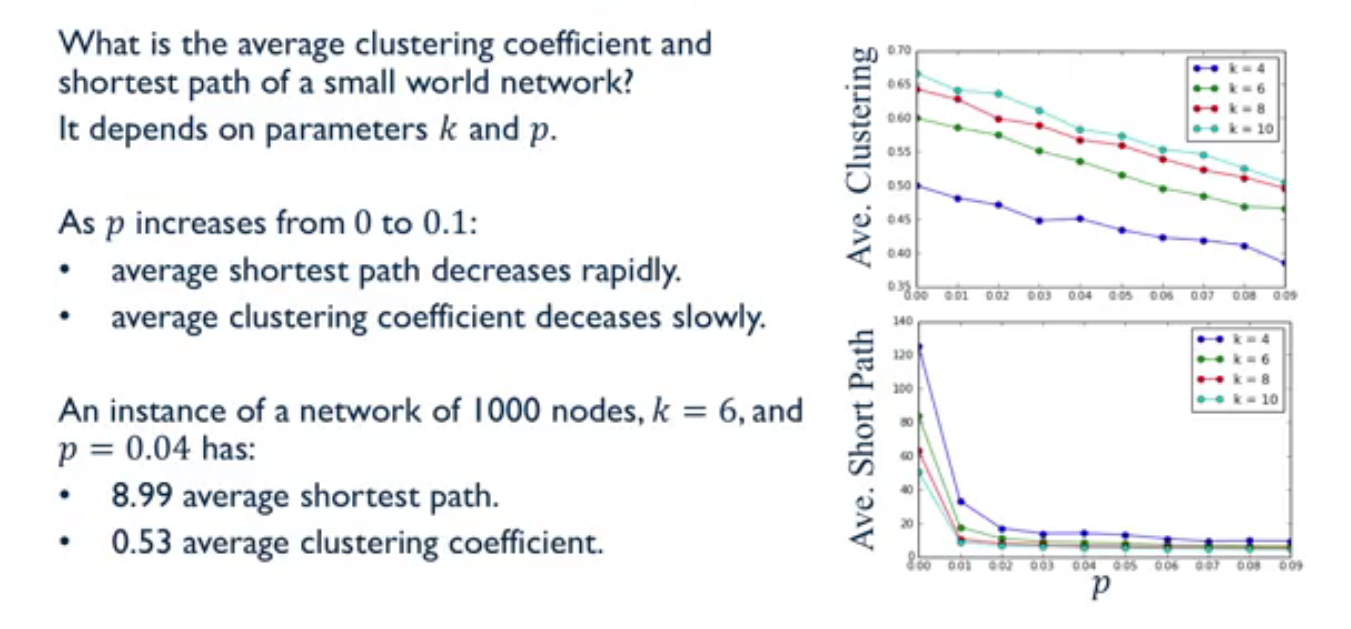 What is the average clustering coefficient and
shortest path of a small world network?
It depends on parameters k and p.
As p increases from 0 to 0.1:
• average shortest path decreases rapidly.
• average clustering coefficient deceases slowly.
An instance of a network of 1000 nodes, k = 6, and
p = 0.04 has:
• 8.99 average shortest path.
• 0.53 average clustering coefficient.
Ave. Clustering
0.70
0.65
0.60
0.55
0.50
0.45
0.40
0.35
k = 4
k = 6
k = 8
k = 10
0.00 0.01 0.02 0.03 0.04 0.05 0.06 0.07 0.08 0.09
Ave. Short Path
140
120
100
80
60
40
20
0
k = 4
k = 6
k = 8
k = 10
0.00 0.01 0.02 0.03 0.04 0.05 0.06 0.07 0.08 0.09
p